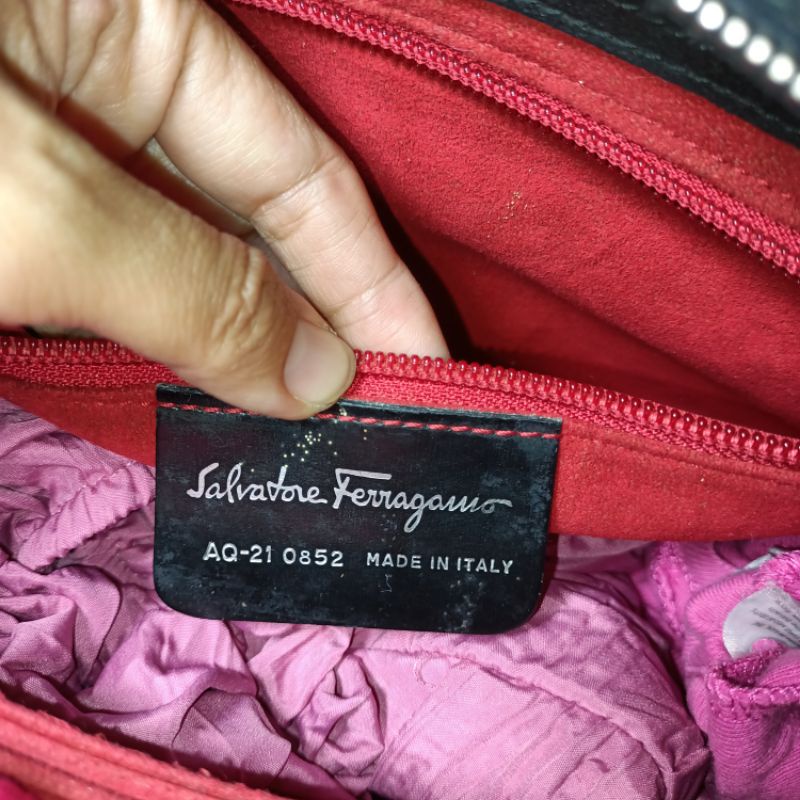 Salvatore Ferragamo
AQ-21 0852 MADE IN ITALY